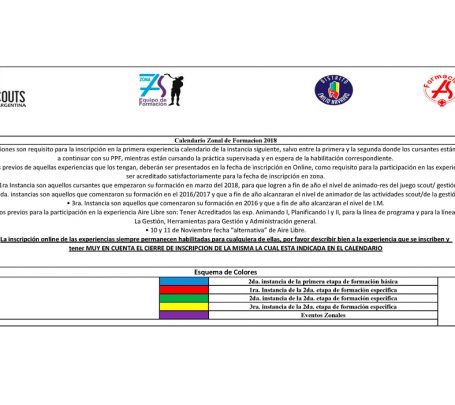 COUTS
ARGENTINA
ZONA
7
Equipo de
Formación
DISTRITO
Formación
Calendario Zonal de Formacion 2018
ones son requisito para la inscripción en la primera experiencia calendario de la instancia siguiente, salvo entre la primera y la segunda donde los cursantes están
a continuar con su PPF, mientras están cursando la práctica supervisada y en espera de la habilitación correspondiente.
s previos de aquellas experiencias que los tengan, deberán ser presentados en la fecha de inscripción en Online, como requisito para la participación en las experie
ser acreditado satisfactoriamente para la fecha de inscripción en zona.
1ra Instancia son aquellos cursantes que empezaron su formación en marzo del 2018, para que logren a fin de año el nivel de animado-res del juego scout/ gestió
da. instancias son aquellos que comenzaron su formación en el 2016/2017 y que a fin de año alcanzaran el nivel de animador de las actividades scout/de la gestió
• 3ra. Instancia son aquellos que comenzaron su formación en 2016 y que a fin de año alcanzaran el nivel de I.M.
os previos para la participación en la experiencia Aire Libre son: Tener Acreditados las exp. Animando I, Planificando I y II, para la línea de programa y para la línea
La Gestión, Herramientas para Gestión y Administración general.
• 10 y 11 de Noviembre fecha "alternativa" de Aire Libre.
La inscripción online de las experiencias siempre permanecen habilitadas para cualquiera de ellas, por favor describir bien a la experiencia que se inscriben y
tener MUY EN CUENTA EL CIERRE DE INSCRIPCION DE LA MISMA LA CUAL ESTA INDICADA EN EL CALENDARIO
Esquema de Colores
2da. instancia de la primera etapa de formación básica
1ra. Instancia de la 2da. etapa de formación específica
2da. instancia de la 2da. etapa de formación específica
3ra. instancia de la 2da. etapa de formación específica
Eventos Zonales